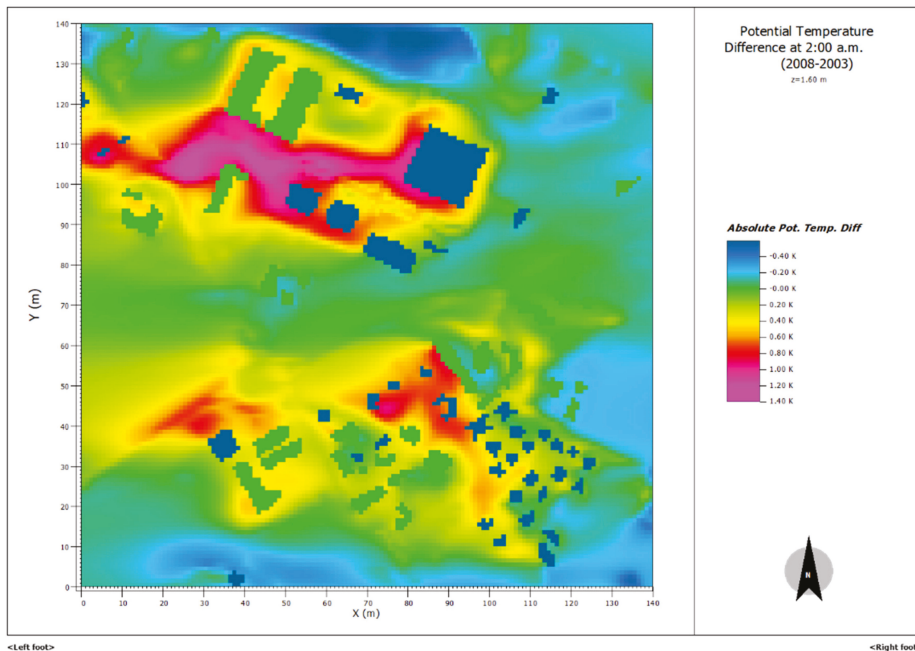 Potential Temperature
Difference at 2:00 a.m.
(2008-2003)
z=1.60 m
Absolute Pot. Temp. Diff
-0.40 K
-0.20 K
-0.00 K
0.20 K
0.40 K
0.60 K
0.80 K
1.00 K
1.20 K
1.40 K
N
Y (m)
140
130
120
110
100
90
80
70
60
50
40
30
20
10
0
0 10 20 30 40 50 60 70 80 90 100 110 120 130 140
X (m)
<Left foot> <Right foot